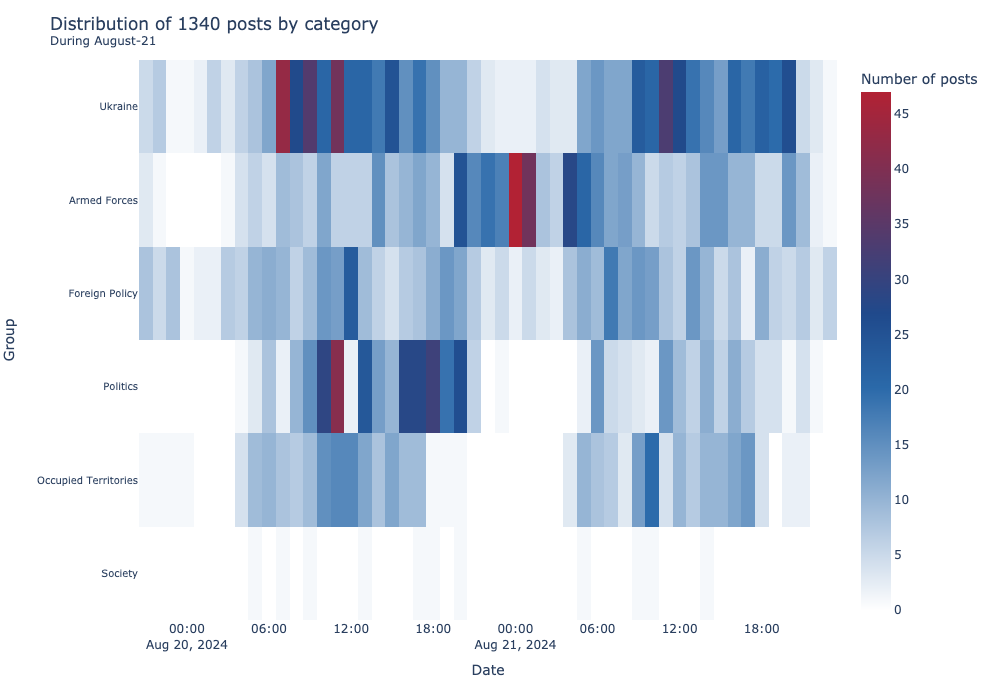 Distribution of 1340 posts by category
During August-21
Number of posts
45
40
35
30
25
20
15
10
5
0
Group
Ukraine
Armed Forces
Foreign Policy
Politics
Occupied Territories
Society
00:00 06:00 12:00 18:00 00:00 06:00 12:00 18:00
Aug 20, 2024 Aug 21, 2024
Date